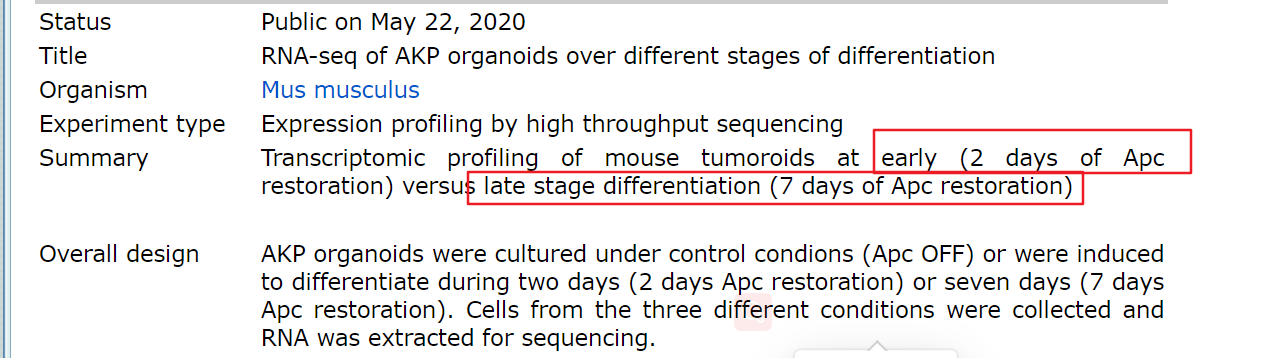 Status Public on May 22, 2020
Title RNA-seq of AKP organoids over different stages of differentiation
Organism Mus musculus
Experiment type Expression profiling by high throughput sequencing
Summary Transcriptomic profiling of mouse tumoroids at early (2 days of Apc
restoration) versus late stage differentiation (7 days of Apc restoration)
Overall design AKP organoids were cultured under control condions (Apc OFF) or were induced
to differentiate during two days (2 days Apc restoration) or seven days (7 days
Apc restoration). Cells from the three different conditions were collected and
RNA was extracted for sequencing.